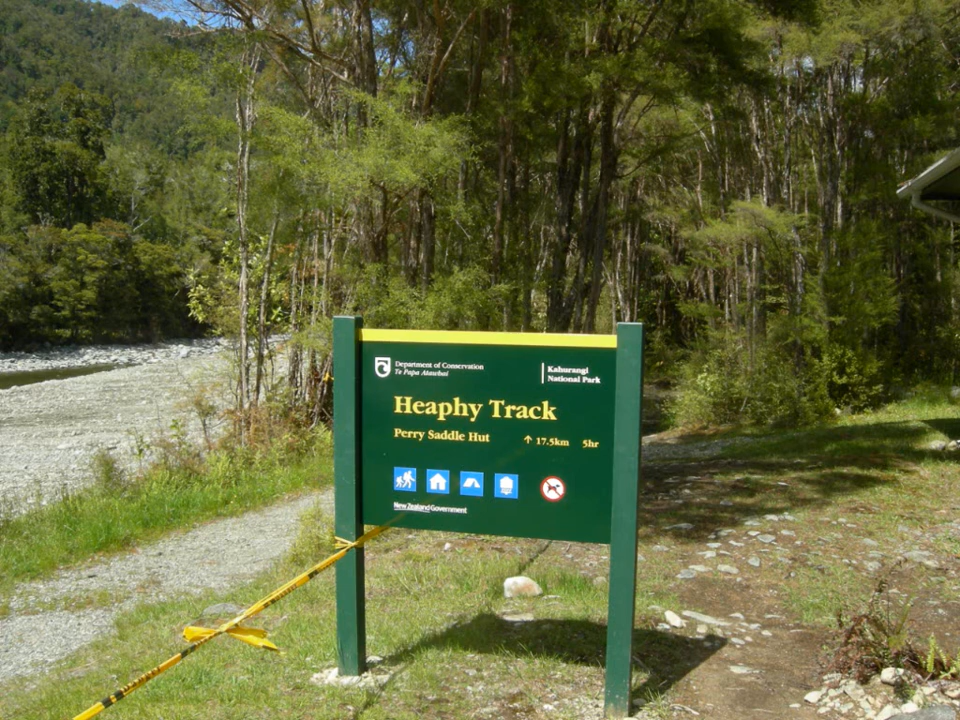 Department of Conservation
Te Papa Atawhai
Kahurangi
National Park
Heaphy Track
Perry Saddle Hut ↑ 17.5km 5hr
New Zealand Government